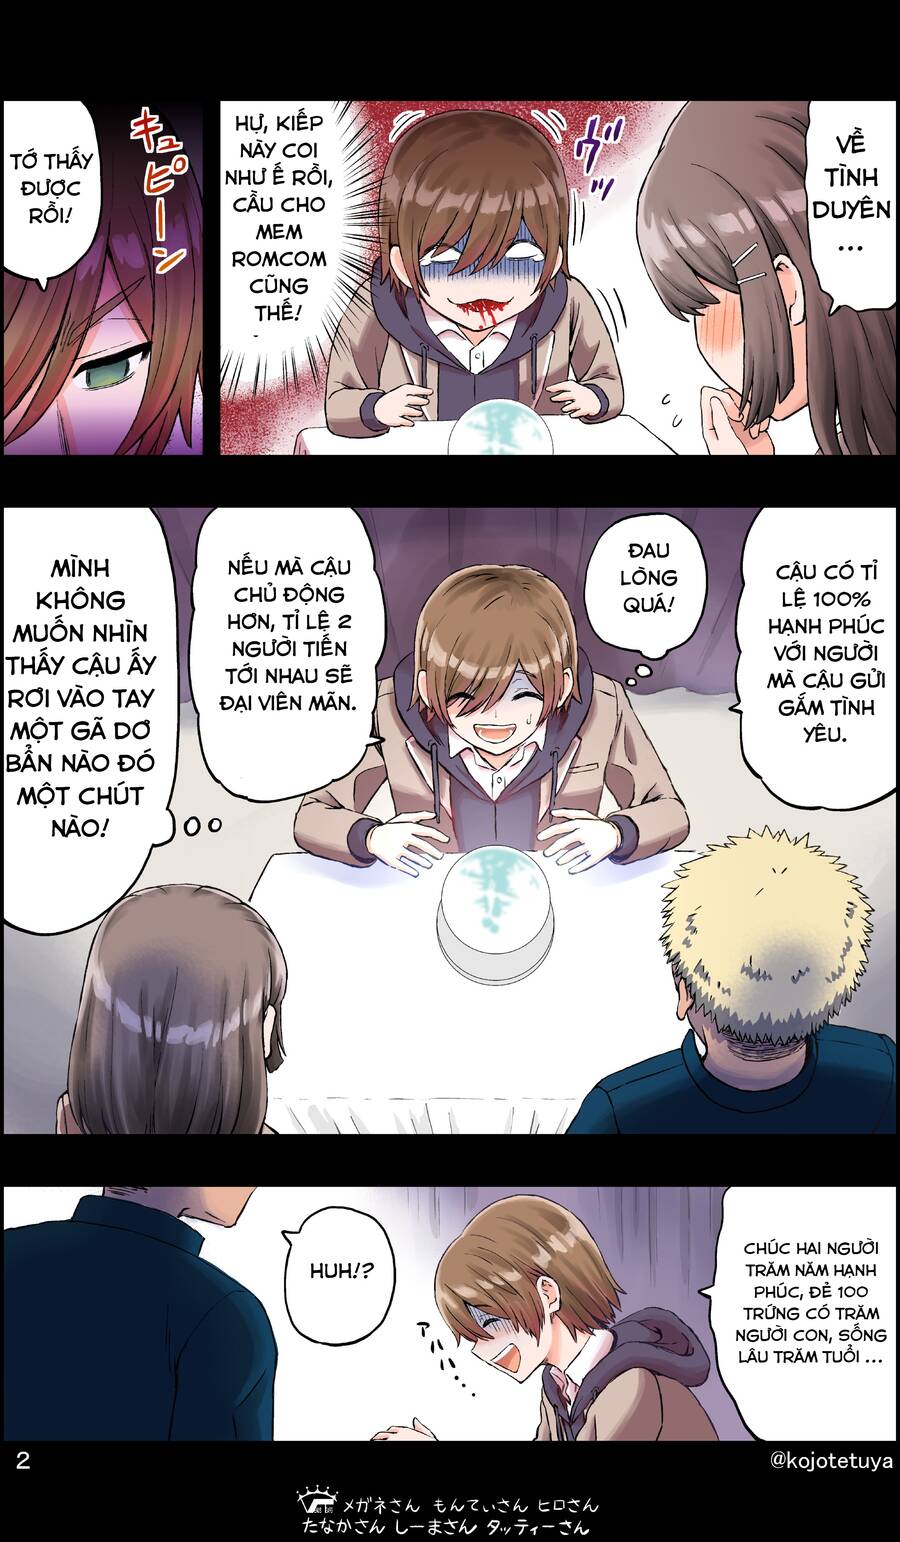 VỀ
TÌNH
DUYÊN
...
ヴッ
HỰ, KIẾP
NÀY COI
NHƯ Ế RỒI,
CẦU CHO
MEM
ROMCOM
CŨNG
THẾ!
TỚ THẤY
ĐƯỢC
RỒI!
キュピーン
CẬU CÓ TỈ
LỆ 100%
HẠNH PHÚC
VỚI NGƯỜI
MÀ CẬU GỬI
GẮM TÌNH
YÊU.
ĐAU
LÒNG
QUÁ!
NẾU MÀ CẬU
CHỦ ĐỘNG
HƠN, TỈ LỆ 2
NGƯỜI TIẾN
TỚI NHAU SẼ
ĐẠI VIÊN MÃN.
MÌNH
KHÔNG
MUỐN NHÌN
THẤY CẬU ẤY
RƠI VÀO TAY
MỘT GÃ DƠ
BẨN NÀO ĐÓ
MỘT CHÚT
NÀO!
CHÚC HAI NGƯỜI
TRĂM NĂM HẠNH
PHÚC, ĐẺ 100
TRỨNG CÓ TRĂM
NGƯỜI CON, SỐNG
LÂU TRĂM TUỔI ...
HUH!?
2
@kojotetuya
メガネさん もんてぃさん ヒロさん
たなかさん しーまさん タッティーさん